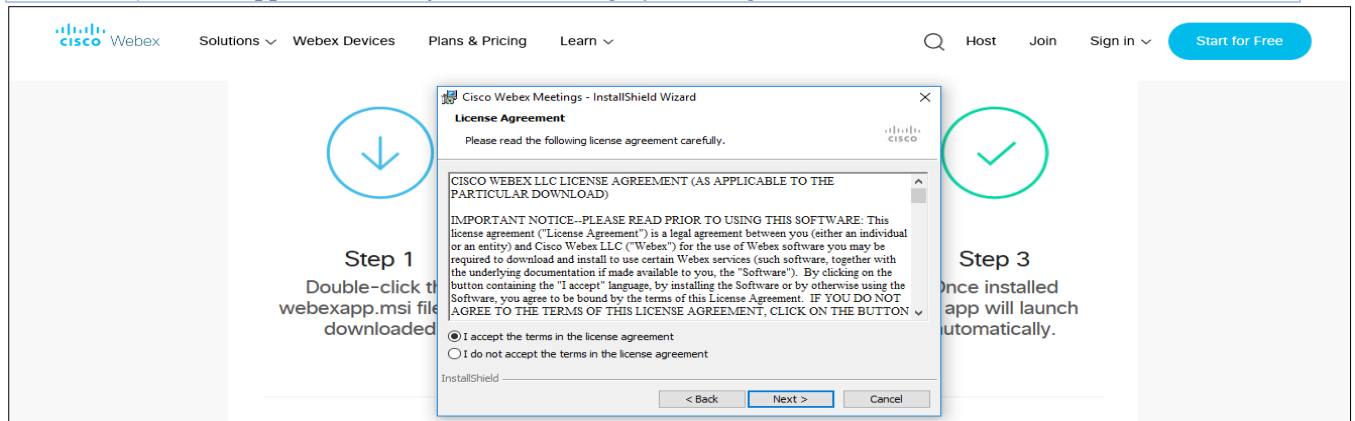 CISCO Webex Solutions Webex Devices Plans & Pricing Learn Host Join Sign in Start for Free
Cisco Webex Meetings - InstallShield Wizard
License Agreement
Please read the following license agreement carefully.
CISCO
CISCO WEBEX LLC LICENSE AGREEMENT (AS APPLICABLE TO THE
PARTICULAR DOWNLOAD)
IMPORTANT NOTICE--PLEASE READ PRIOR TO USING THIS SOFTWARE: This
license agreement ("License Agreement") is a legal agreement between you (either an individual
or an entity) and Cisco Webex LLC ("Webex") for the use of Webex software you may be
required to download and install to use certain Webex services (such software, together with
the underlying documentation if made available to you, the "Software"). By clicking on the
button containing the "I accept" language, by installing the Software or by otherwise using the
Software, you agree to be bound by the terms of this License Agreement. IF YOU DO NOT
AGREE TO THE TERMS OF THIS LICENSE AGREEMENT, CLICK ON THE BUTTON
I accept the terms in the license agreement
I do not accept the terms in the license agreement
InstallShield
< Back Next > Cancel
Step 1
Double-click
webexapp.msi
downloaded
Step 3
installed
app will launch